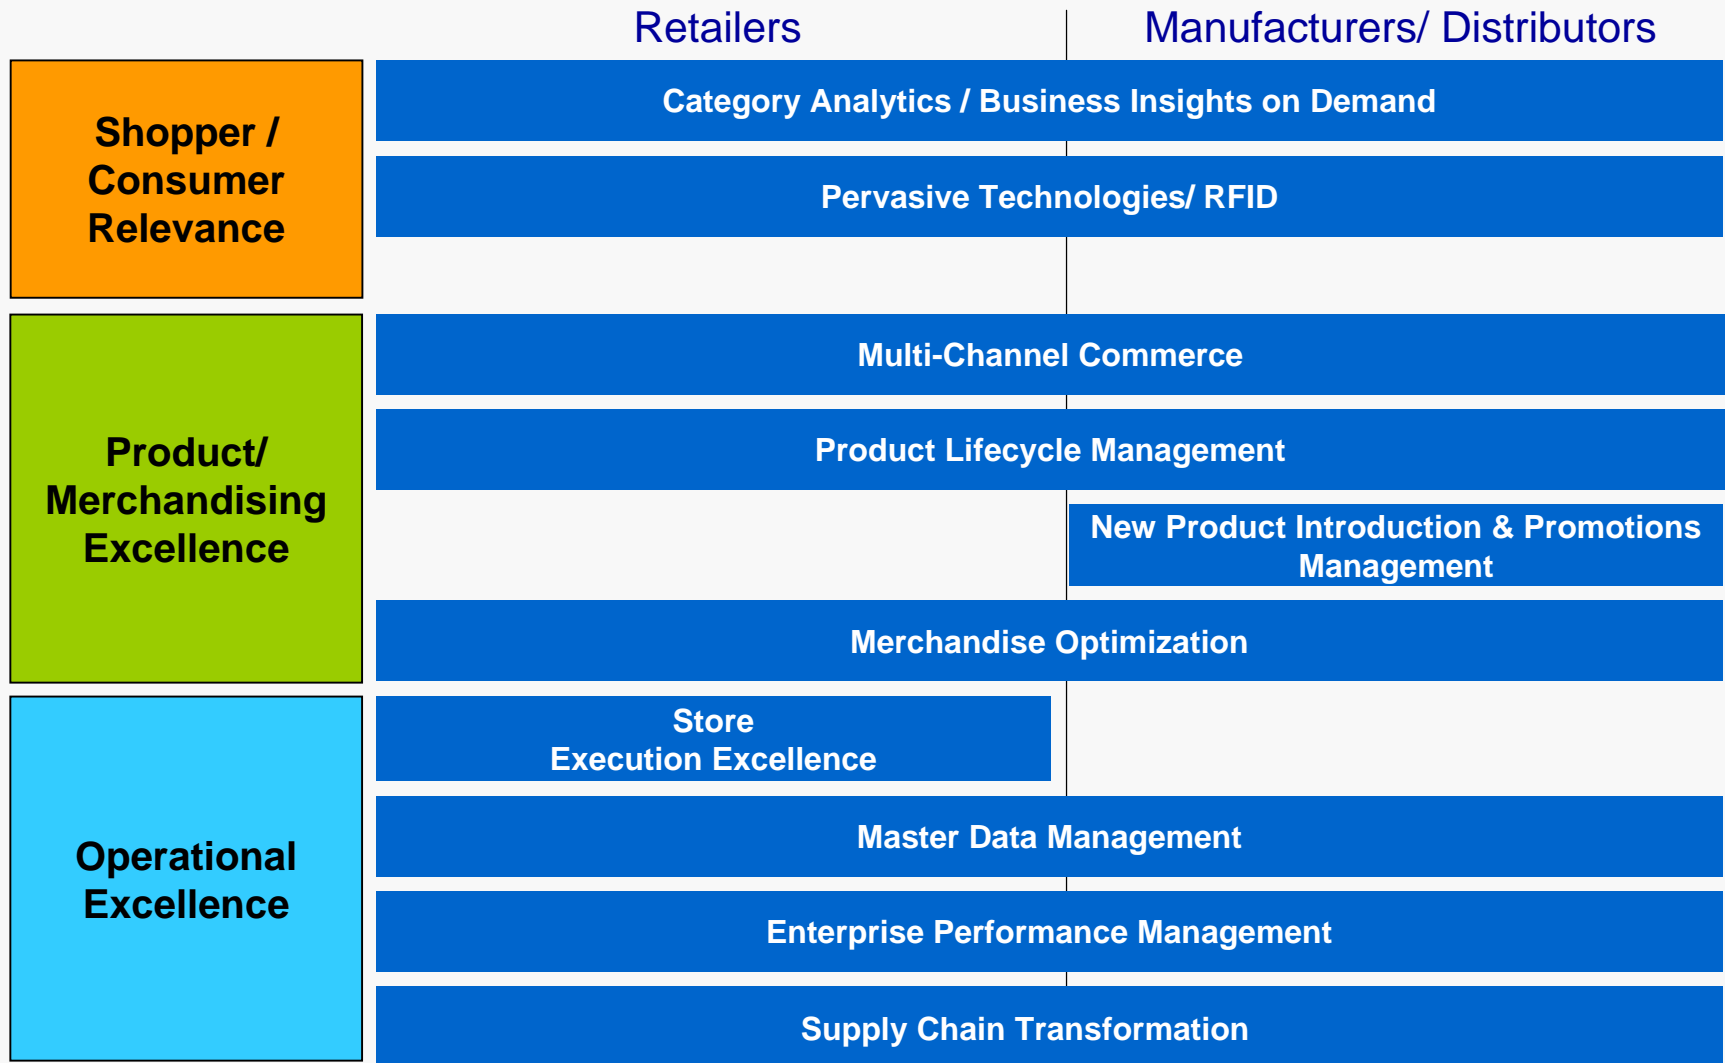 Retailers
Manufacturers/ Distributors
Shopper /
Consumer
Relevance
Category Analytics / Business Insights on Demand
Pervasive Technologies/ RFID
Product/
Merchandising
Excellence
Multi-Channel Commerce
Product Lifecycle Management
New Product Introduction & Promotions
Management
Merchandise Optimization
Operational
Excellence
Store
Execution Excellence
Master Data Management
Enterprise Performance Management
Supply Chain Transformation